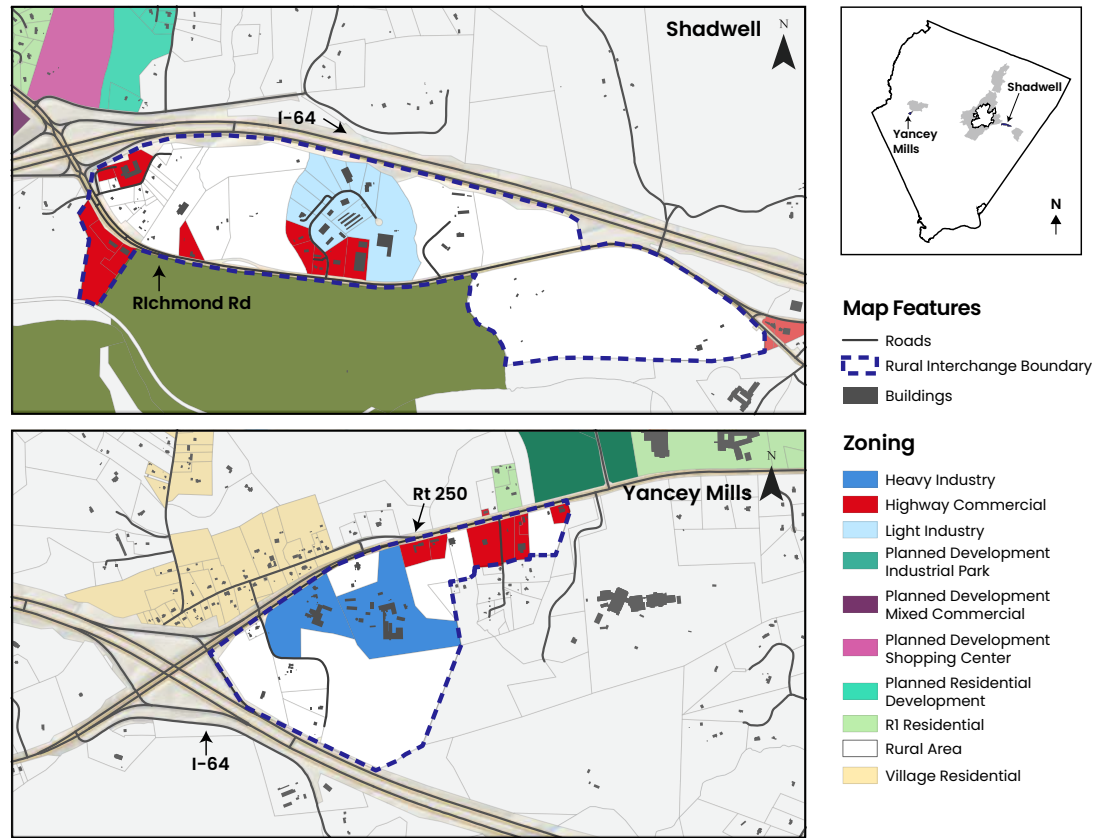 Shadwell
N
I-64
RIchmond Rd
Rt 250
Yancey Mills
N
I-64
Shadwell
Yancey
Mills
N
Map Features
Roads
Rural Interchange Boundary
Buildings
Zoning
Heavy Industry
Highway Commercial
Light Industry
Planned Development
Industrial Park
Planned Development
Mixed Commercial
Planned Development
Shopping Center
Planned Residential
Development
R1 Residential
Rural Area
Village Residential